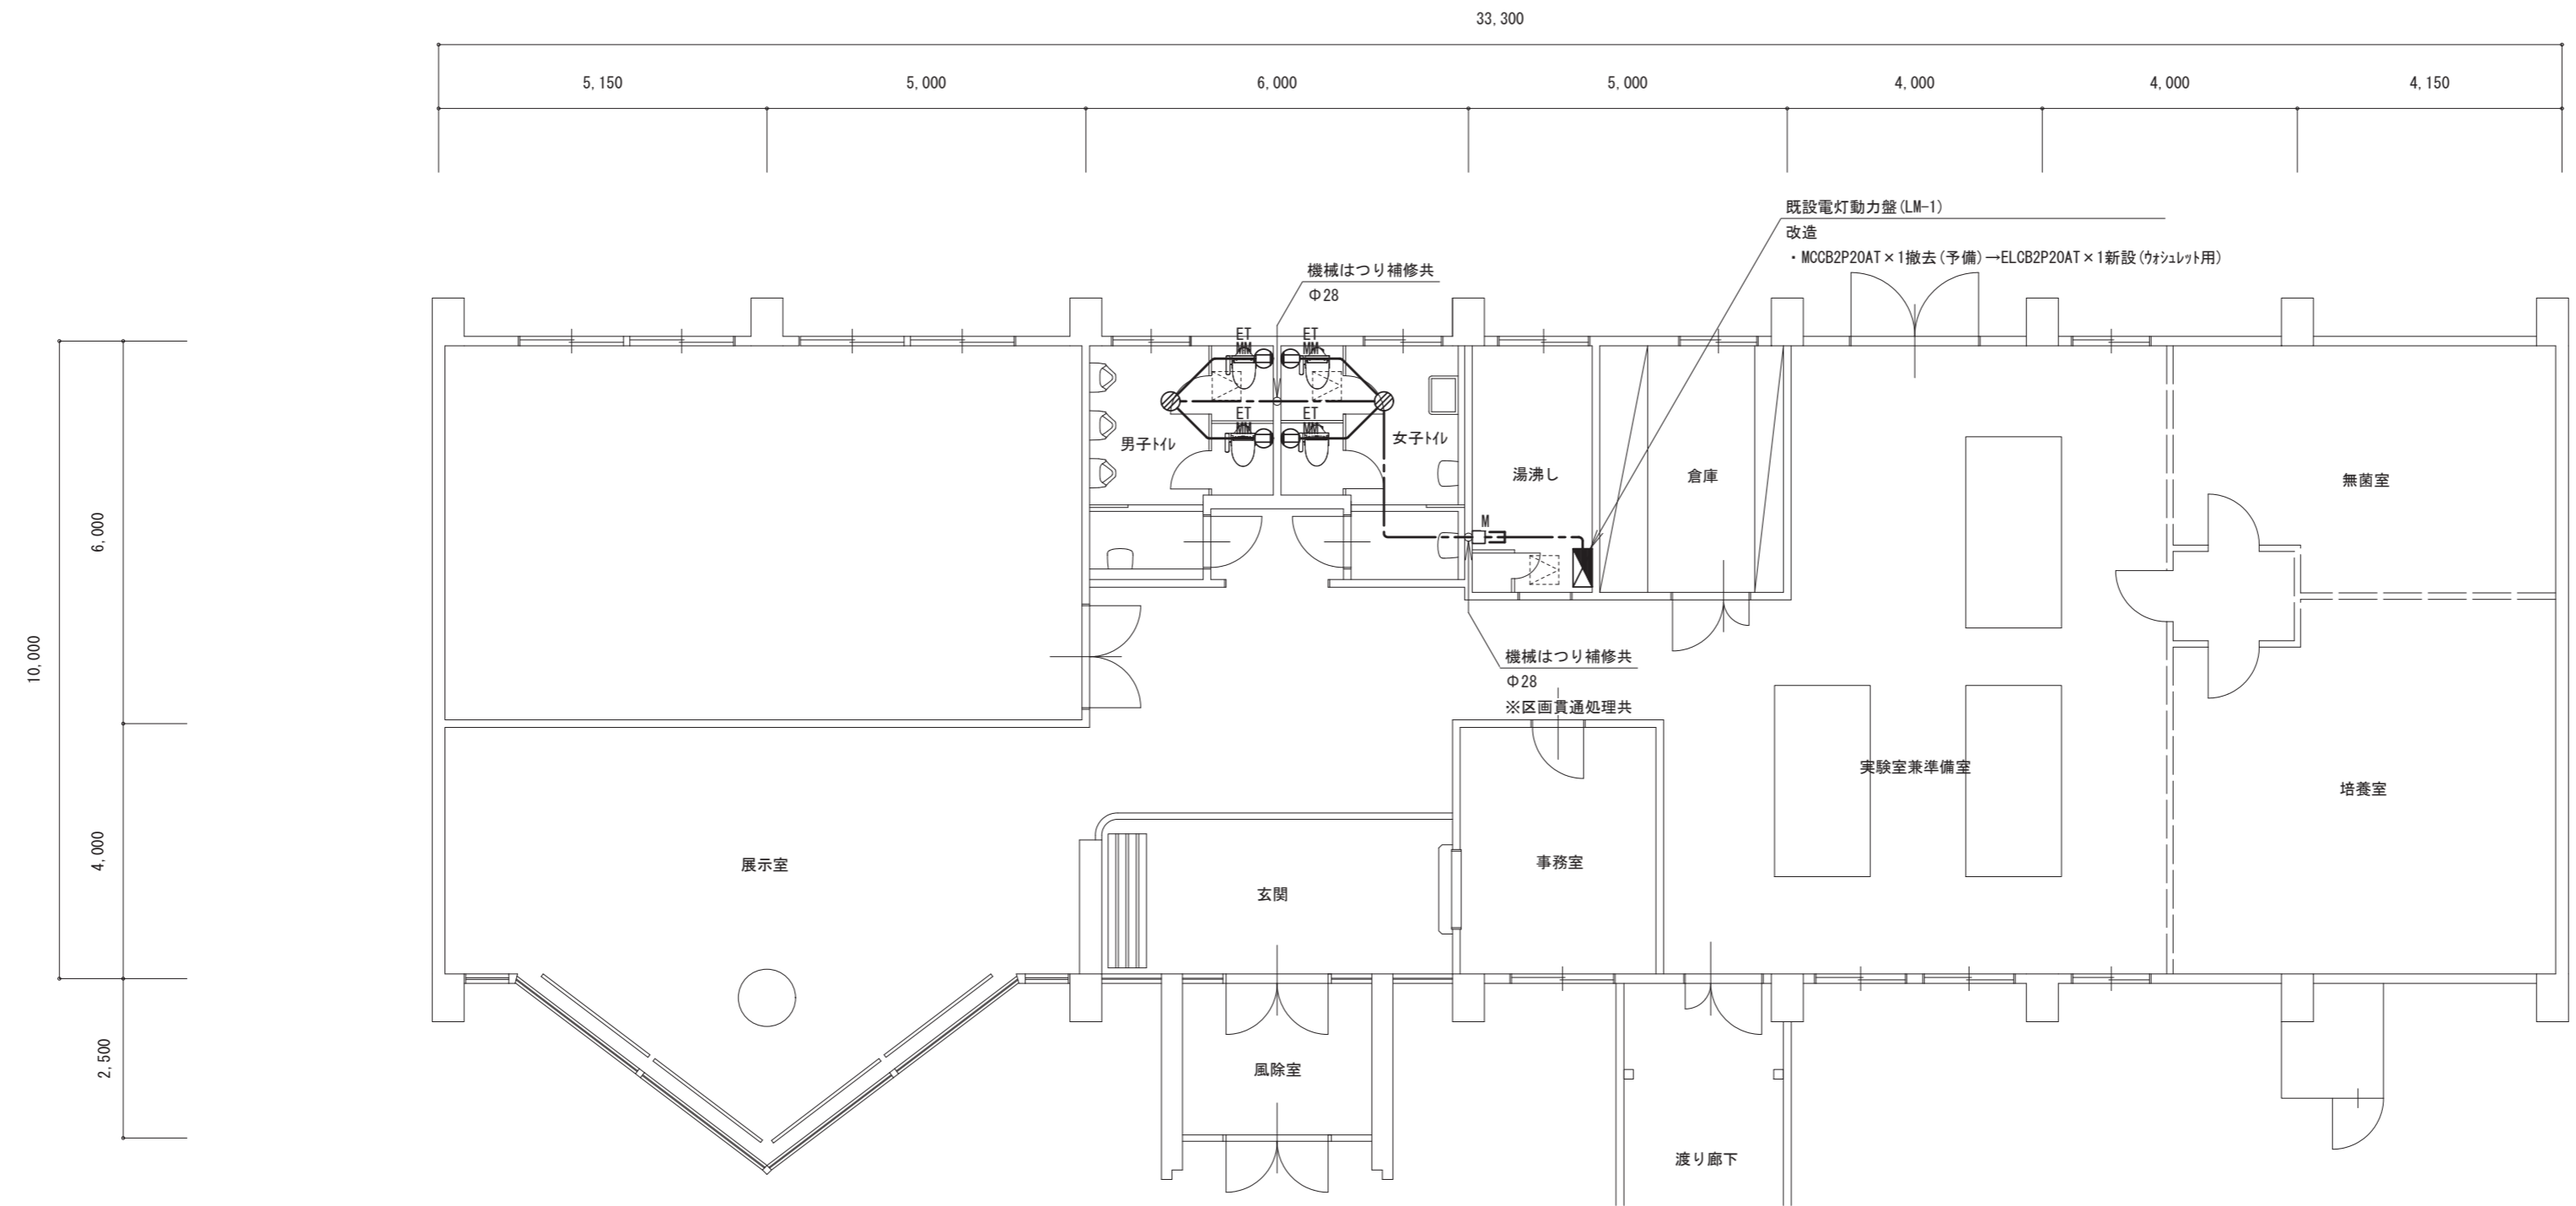 33,300
5,150
5,000
6,000
5,000
4,000
4,000
4,150
既設電灯動力盤(LM-1)
改造
・MCCB2P20AT×1撤去(予備)→ELCB2P20AT×1新設(ウォシュレット用)
機械はつり補修共
Φ28
ET
MM
ET
MM
ET
MM
ET
MM
男子トイレ
女子トイレ
湯沸し
倉庫
無菌室
M
6,000
10,000
機械はつり補修共
Φ28
※区画貫通処理共
実験室兼準備室
培養室
4,000
展示室
玄関
事務室
2,500
風除室
渡り廊下